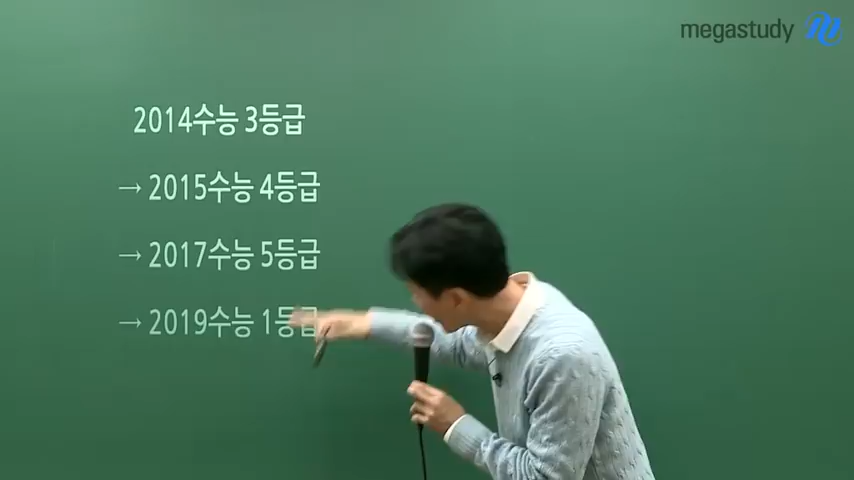 megastudy
2014수능 3등급
→ 2015수능 4등급
→ 2017수능 5등급
→ 2019수능 1등급